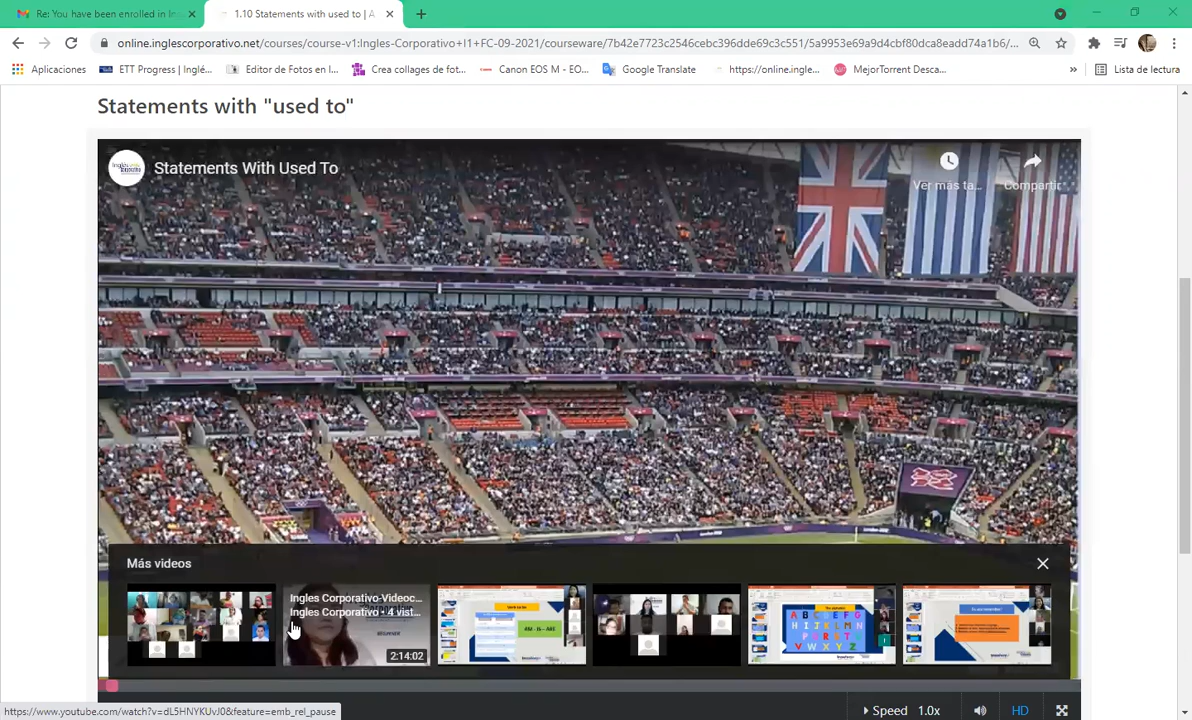 Re: You have been enrolled in In
1.10 Statements with used to | A
online.inglescorporativo.net/courses/course-v1:Ingles-Corporativo+I1+FC-09-2021/courseware/7b42e7723c2546cebc396dde69c3c551/5a9953e69a9d4cbf80dca8eadd74a1b6/...
Aplicaciones
ETT Progress | Inglé...
Editor de Fotos en l...
Crea collages de fot...
Canon EOS M - EO...
Google Translate
https://online.ingle...
MejorTorrent Desca...
»
Lista de lectura
Statements with "used to"
Statements With Used To
Ver más ta...
Compartir
Más videos
Ingles Corporativo-Videoc...
Ingles Corporativo • 4 vist...
BEGINNER
2:14:02
AM - IS - ARE
A B C D E F G
H I J K L M N
O P Q R S T U
V W X Y Z
https://www.youtube.com/watch?v=dL5HNYKUvJ0&feature=emb_rel_pause
Speed 1.0x
HD